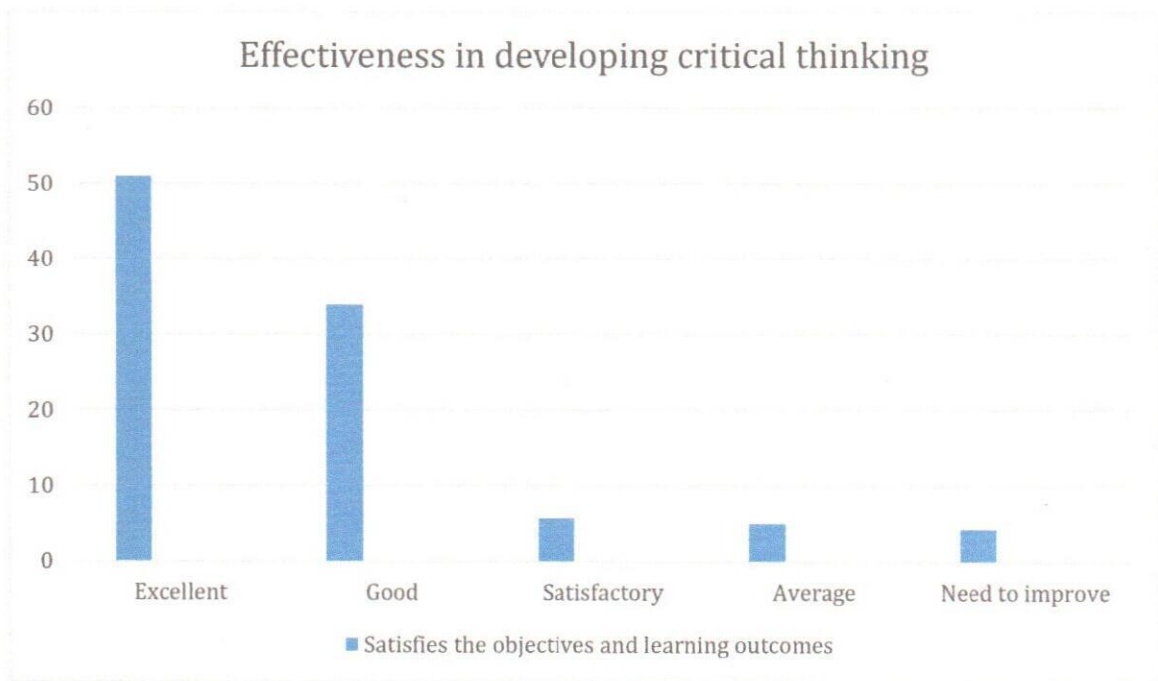 Effectiveness in developing critical thinking
60
50
40
30
20
10
0
Excellent Good Satisfactory Average Need to improve
Satisfies the objectives and learning outcomes